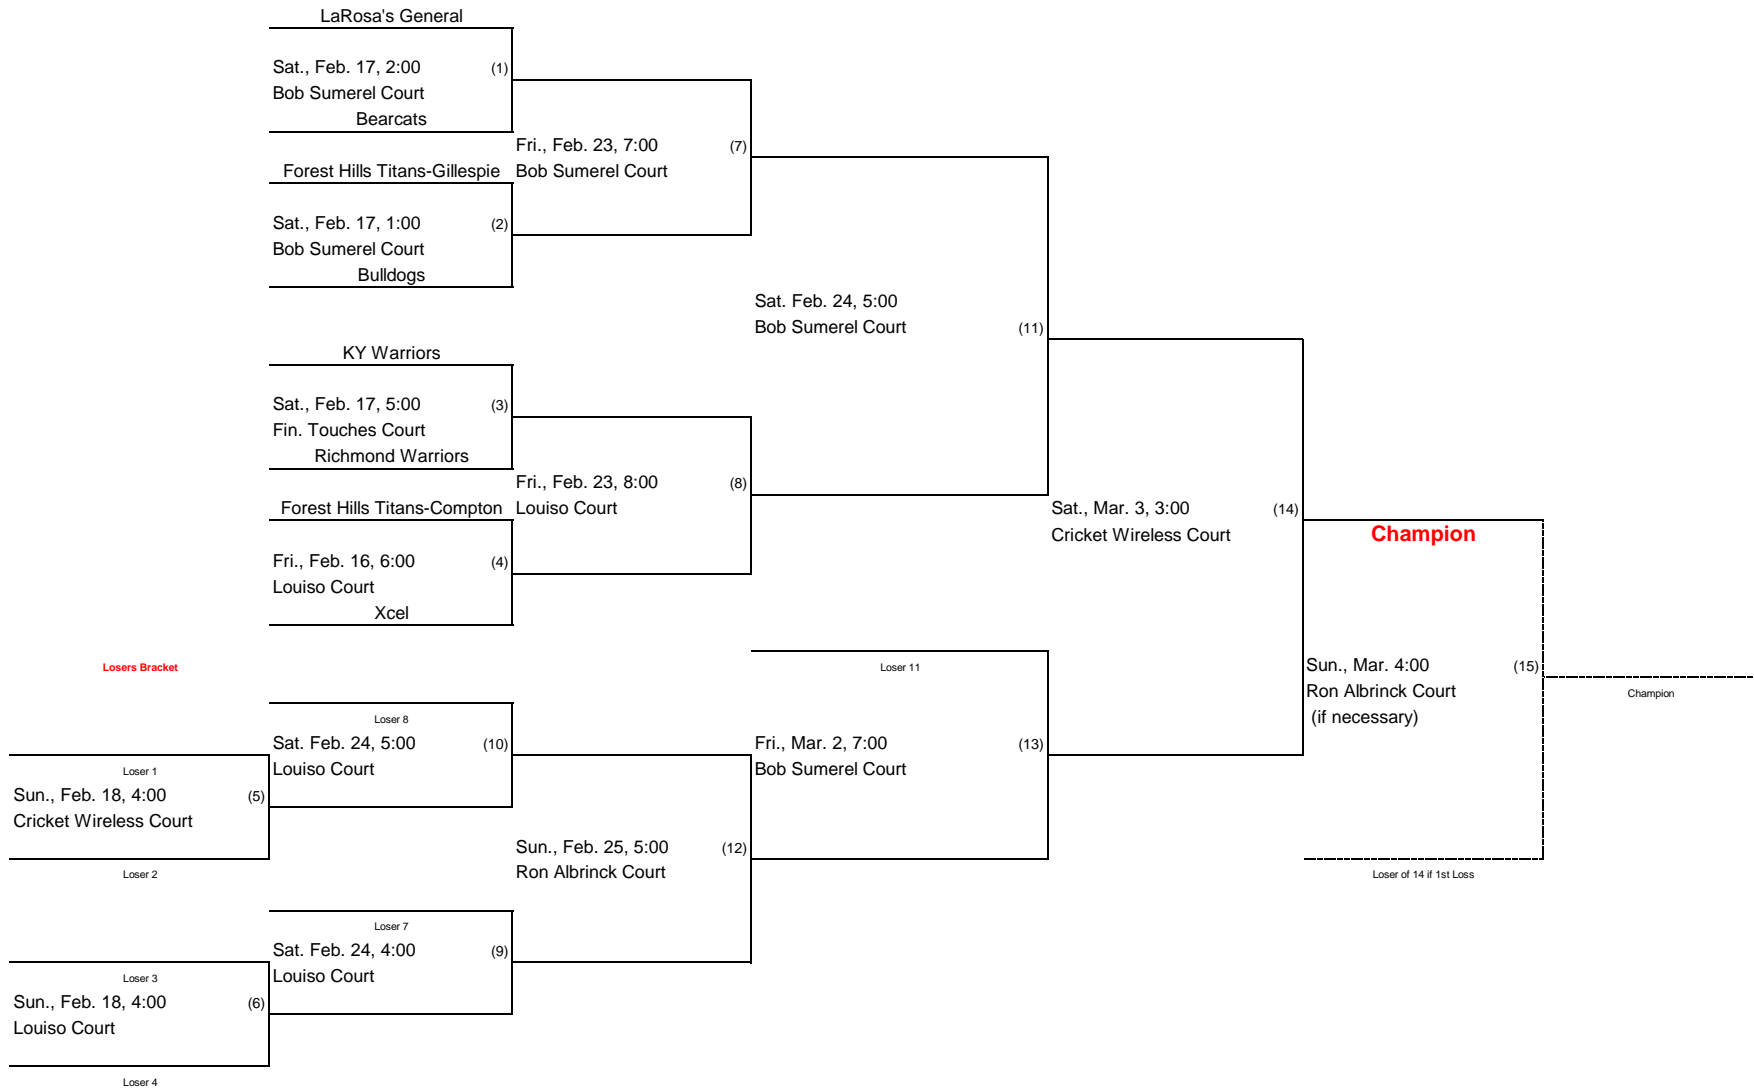 LaRosa's General
Sat., Feb. 17, 2:00 (1)
Bob Sumerel Court
Bearcats
Fri., Feb. 23, 7:00 (7)
Forest Hills Titans-Gillespie Bob Sumerel Court
Sat., Feb. 17, 1:00 (2)
Bob Sumerel Court
Bulldogs
Sat. Feb. 24, 5:00
Bob Sumerel Court (11)
KY Warriors
Sat., Feb. 17, 5:00 (3)
Fin. Touches Court
Richmond Warriors
Fri., Feb. 23, 8:00 (8)
Forest Hills Titans-Compton Louiso Court
Sat., Mar. 3, 3:00 (14)
Cricket Wireless Court
Champion
Fri., Feb. 16, 6:00 (4)
Louiso Court
Xcel
Losers Bracket
Loser 11
Sun., Mar. 4:00 (15)
Ron Albrinck Court
(if necessary)
Champion
Loser 8
Sat. Feb. 24, 5:00 (10)
Louiso Court
Fri., Mar. 2, 7:00 (13)
Bob Sumerel Court
Loser 1
Sun., Feb. 18, 4:00 (5)
Cricket Wireless Court
Sun., Feb. 25, 5:00 (12)
Ron Albrinck Court
Loser 2
Loser of 14 if 1st Loss
Loser 7
Sat. Feb. 24, 4:00 (9)
Louiso Court
Loser 3
Sun., Feb. 18, 4:00 (6)
Louiso Court
Loser 4